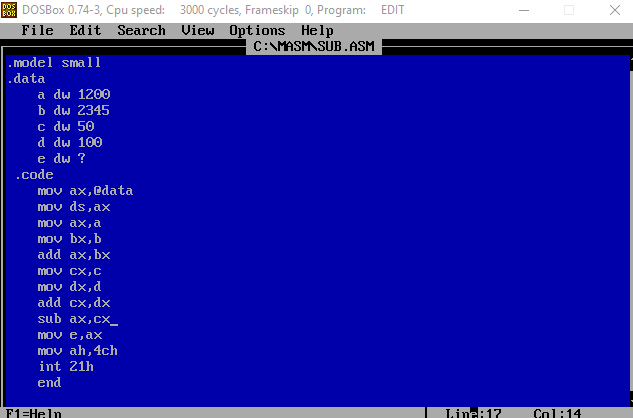 DOSBox 0.74-3, Cpu speed: 3000 cycles, Frameskip 0, Program: EDIT
File Edit Search View Options Help
C:\MASM\SUB.ASM
.model small
.data
a dw 1200
b dw 2345
c dw 50
d dw 100
e dw ?
.code
mov ax,@data
mov ds,ax
mov ax,a
mov bx,b
add ax,bx
mov cx,c
mov dx,d
add cx,dx
sub ax,cx_
mov e,ax
mov ah,4ch
int 21h
end
F1=Help Line:17 Col:14